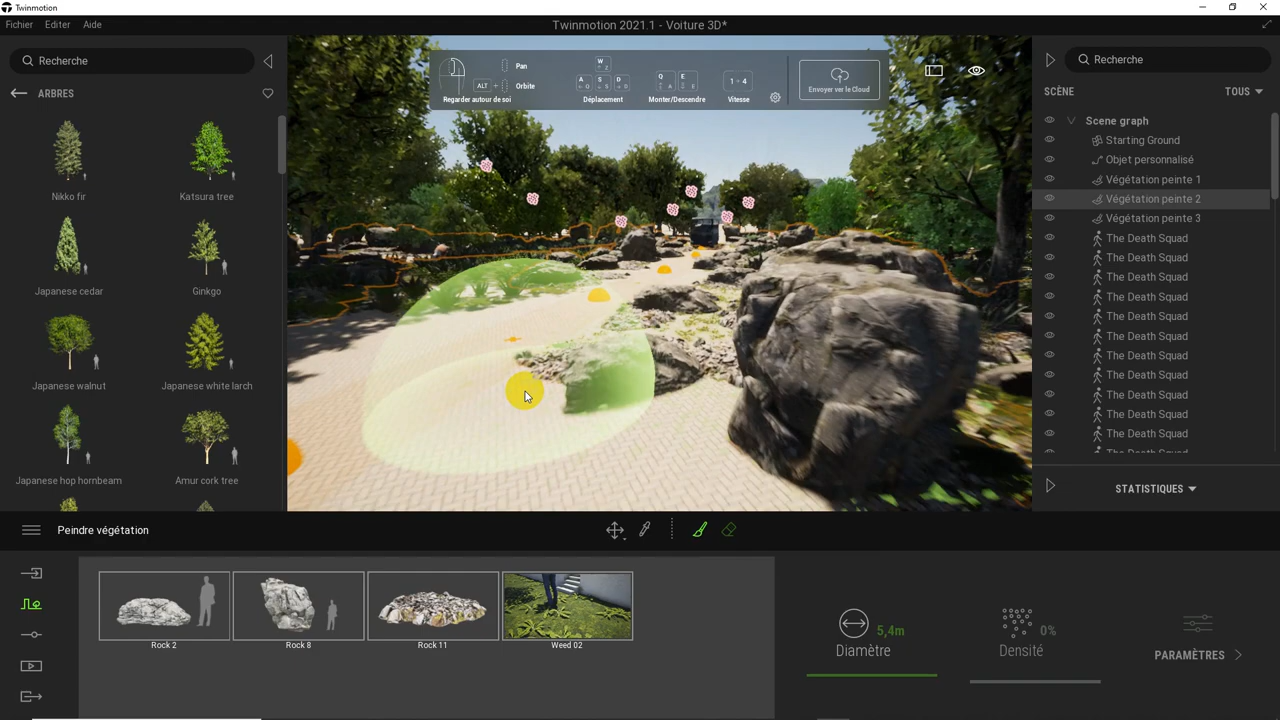 Twinmotion
Fichier Editer Aide
Twinmotion 2021.1 - Voiture 3D*
Recherche
ARBRES
Nikko fir
Katsura tree
Japanese cedar
Ginkgo
Japanese walnut
Japanese white larch
Japanese hop hornbeam
Amur cork tree
Pan
ALT + Orbite
Regarder autour de soi
Déplacement
Q E
Monter/Descendre
1 - 4
Vitesse
Envoyer ver le Cloud
Recherche
SCÈNE TOUS
Scene graph
Starting Ground
Objet personnalisé
Végétation peinte 1
Végétation peinte 2
Végétation peinte 3
The Death Squad
The Death Squad
The Death Squad
The Death Squad
The Death Squad
The Death Squad
The Death Squad
The Death Squad
The Death Squad
The Death Squad
The Death Squad
STATISTIQUES
Peindre végétation
Rock 2
Rock 8
Rock 11
Weed 02
5,4m
Diamètre
0%
Densité
PARAMÈTRES